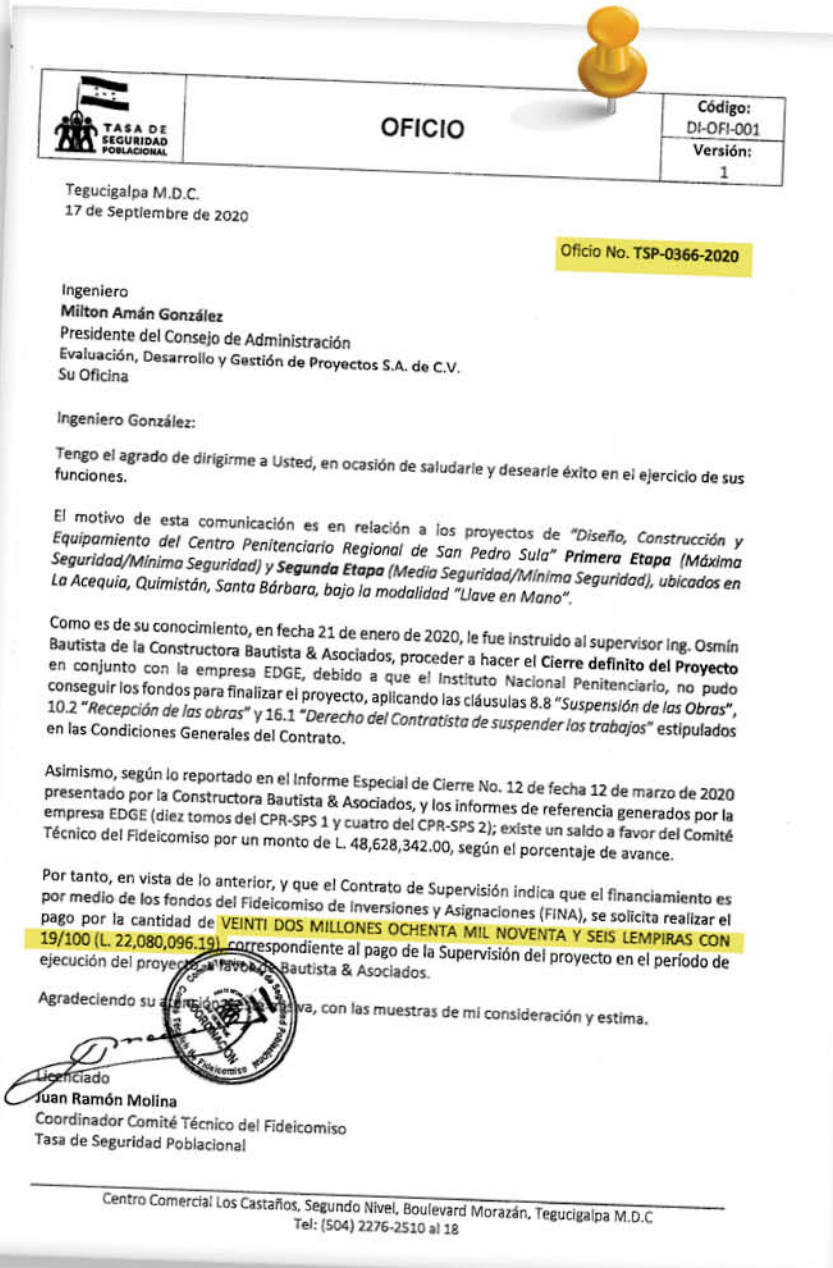 TASA DE
SEGURIDAD
POBLACIONAL
OFICIO
Código:
DI-OFI-001
Versión:
1
Tegucigalpa M.D.C.
17 de Septiembre de 2020
Oficio No. TSP-0366-2020
Ingeniero
Milton Amán González
Presidente del Consejo de Administración
Evaluación, Desarrollo y Gestión de Proyectos S.A. de C.V.
Su Oficina
Ingeniero González:
Tengo el agrado de dirigirme a Usted, en ocasión de saludarle y desearle éxito en el ejercicio de sus
funciones.
El motivo de esta comunicación es en relación a los proyectos de "Diseño, Construcción y
Equipamiento del Centro Penitenciario Regional de San Pedro Sula" Primera Etapa (Máxima
Seguridad/Mínima Seguridad) y Segunda Etapa (Media Seguridad/Mínima Seguridad), ubicados en
La Acequia, Quimistán, Santa Bárbara, bajo la modalidad "Llave en Mano".
Como es de su conocimiento, en fecha 21 de enero de 2020, le fue instruido al supervisor Ing. Osmín
Bautista de la Constructora Bautista & Asociados, proceder a hacer el Cierre definito del Proyecto
en conjunto con la empresa EDGE, debido a que el Instituto Nacional Penitenciario, no pudo
conseguir los fondos para finalizar el proyecto, aplicando las cláusulas 8.8 "Suspensión de las Obras",
10.2 "Recepción de las obras" y 16.1 "Derecho del Contratista de suspender los trabajos" estipulados
en las Condiciones Generales del Contrato.
Asimismo, según lo reportado en el Informe Especial de Cierre No. 12 de fecha 12 de marzo de 2020
presentado por la Constructora Bautista & Asociados, y los informes de referencia generados por la
empresa EDGE (diez tomos del CPR-SPS 1 y cuatro del CPR-SPS 2); existe un saldo a favor del Comité
Técnico del Fideicomiso por un monto de L. 48,628,342.00, según el porcentaje de avance.
Por tanto, en vista de lo anterior, y que el Contrato de Supervisión indica que el financiamiento es
por medio de los fondos del Fideicomiso de Inversiones y Asignaciones (FINA), se solicita realizar el
pago por la cantidad de VEINTI DOS MILLONES OCHENTA MIL NOVENTA Y SEIS LEMPIRAS CON
19/100 (L. 22,080,096.19), correspondiente al pago de la Supervisión del proyecto en el período de
ejecución del proyecto a favor de Bautista & Asociados.
Agradeciendo su va, con las muestras de mi consideración y estima.
COORDINACION
Licenciado
Juan Ramón Molina
Coordinador Comité Técnico del Fideicomiso
Tasa de Seguridad Poblacional
Centro Comercial Los Castaños, Segundo Nivel, Boulevard Morazán, Tegucigalpa M.D.C
Tel: (504) 2276-2510 al 18